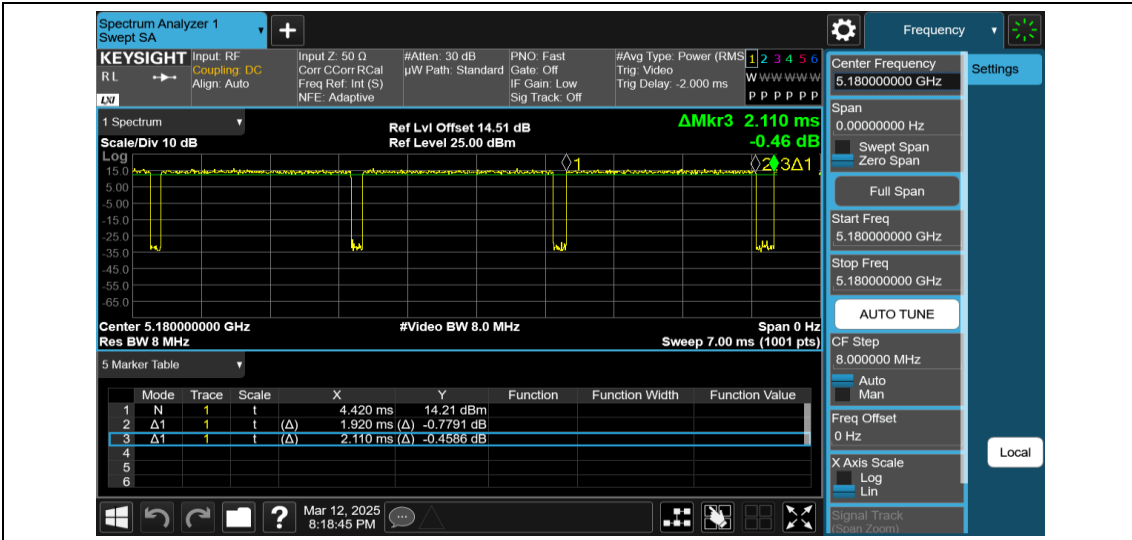 Spectrum Analyzer 1
Swept SA
Frequency
KEYSIGHT
R L
LXI
Input: RF
Coupling: DC
Align: Auto
Input Z: 50 Ω
Corr CCorr RCal
Freq Ref: Int (S)
NFE: Adaptive
#Atten: 30 dB
µW Path: Standard
PNO: Fast
Gate: Off
IF Gain: Low
Sig Track: Off
#Avg Type: Power (RMS
Trig: Video
Trig Delay: -2.000 ms
1 2 3 4 5 6
W W W W W W
P P P P P P
1 Spectrum
Scale/Div 10 dB
Ref Lvl Offset 14.51 dB
Ref Level 25.00 dBm
ΔMkr3 2.110 ms
-0.46 dB
Log
15.0
5.00
-5.00
-15.0
-25.0
-35.0
-45.0
-55.0
-65.0
1
2
3Δ1
Center 5.180000000 GHz
#Video BW 8.0 MHz
Span 0 Hz
Res BW 8 MHz
Sweep 7.00 ms (1001 pts)
5 Marker Table
Mode Trace Scale X Y Function Function Width Function Value
1 N 1 t 4.420 ms 14.21 dBm
2 Δ1 1 t (Δ) 1.920 ms (Δ) -0.7791 dB
3 Δ1 1 t (Δ) 2.110 ms (Δ) -0.4586 dB
4
5
6
Mar 12, 2025
8:18:45 PM
Center Frequency
5.180000000 GHz
Span
0.00000000 Hz
Swept Span
Zero Span
Full Span
Start Freq
5.180000000 GHz
Stop Freq
5.180000000 GHz
AUTO TUNE
CF Step
8.000000 MHz
Auto
Man
Freq Offset
0 Hz
X Axis Scale
Log
Lin
Signal Track
(Span Zoom)
Settings
Local